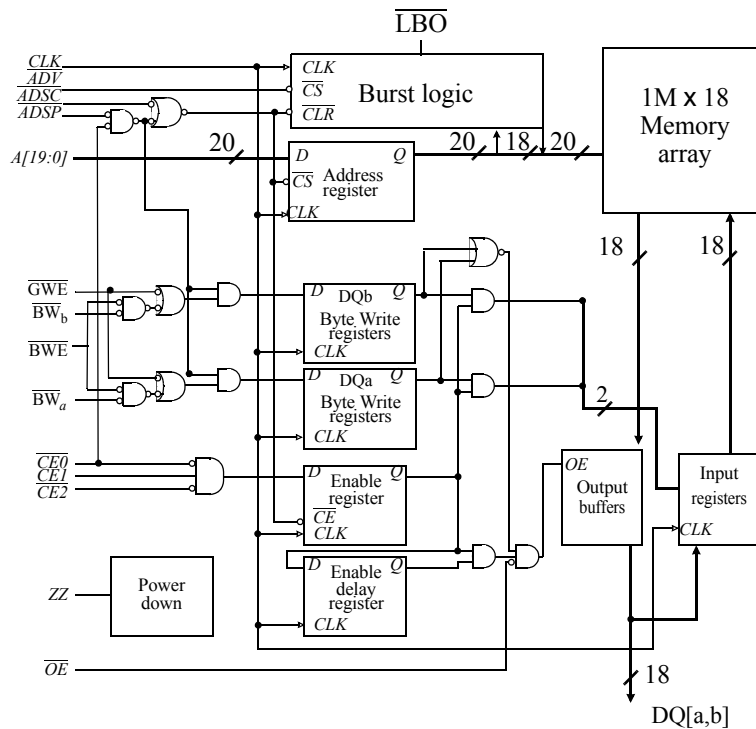 LBO
CLK
ADV
ADSC
ADSP
CLK
CS
CLR
Burst logic
1M x 18
Memory
array
A[19:0]
20
D
Q
Address
register
CS
CLK
20
18
20
18
18
GWE
BWb
BWE
BWa
D
DQb
Q
Byte Write
registers
CLK
D
DQa
Q
Byte Write
registers
CLK
2
CE0
CE1
CE2
D
Enable
register
Q
CE
CLK
OE
Output
buffers
Input
registers
CLK
D
Enable
delay
register
Q
CLK
ZZ
Power
down
OE
18
DQ[a,b]